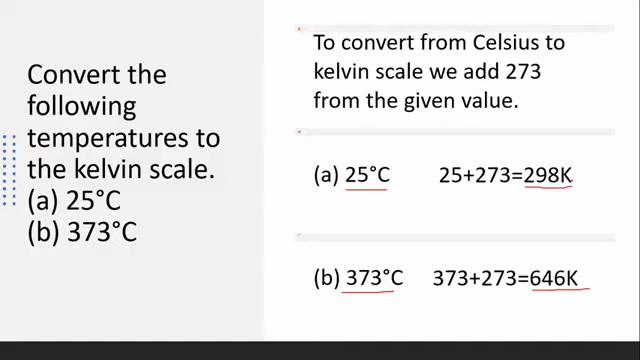 Convert the
following
temperatures to
the kelvin scale.
(a) 25°C
(b) 373°C
To convert from Celsius to
kelvin scale we add 273
from the given value.
(a) 25°C 25+273=298K
(b) 373°C 373+273=646K